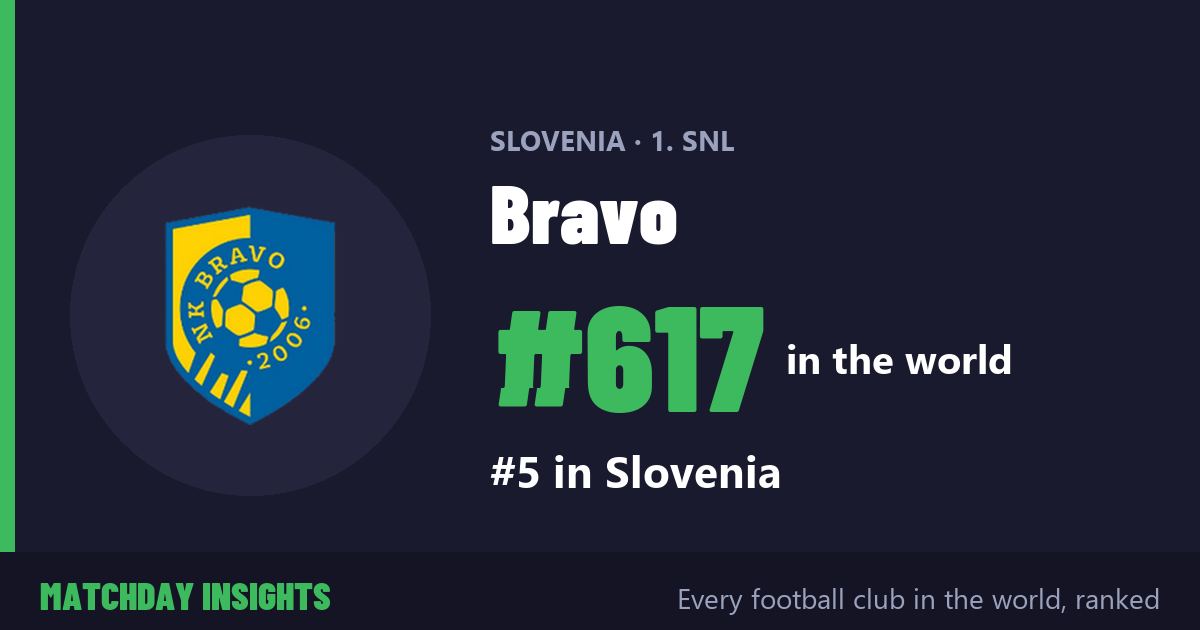 SLOVENIA · 1. SNL
Bravo
NK BRAVO
·2006·
#617 in the world
#5 in Slovenia
MATCHDAY INSIGHTS
Every football club in the world, ranked